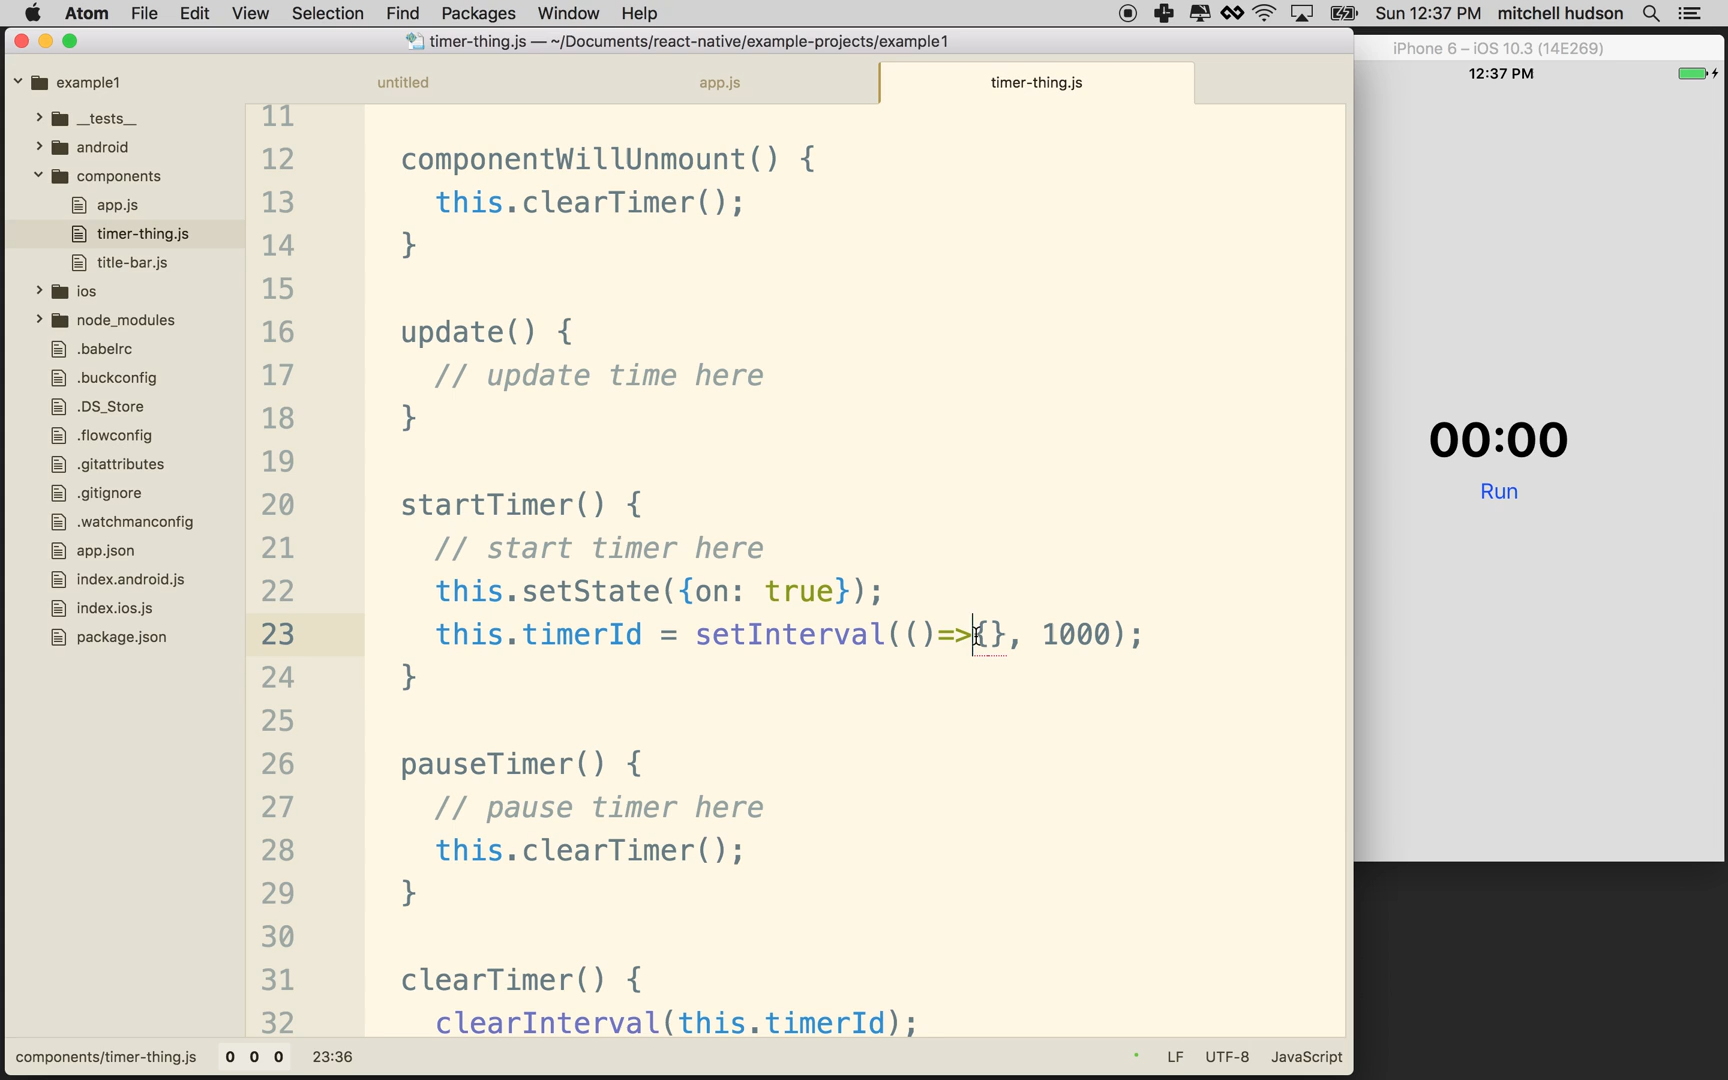 Atom File Edit View Selection Find Packages Window Help Sun 12:37 PM mitchell hudson
timer-thing.js — ~/Documents/react-native/example-projects/example1
iPhone 6 – iOS 10.3 (14E269)
12:37 PM
example1
__tests__
android
components
app.js
timer-thing.js
title-bar.js
ios
node_modules
.babelrc
.buckconfig
.DS_Store
.flowconfig
.gitattributes
.gitignore
.watchmanconfig
app.json
index.android.js
index.ios.js
package.json
untitled app.js timer-thing.js
11
12 componentWillUnmount() {
13 this.clearTimer();
14 }
15
16 update() {
17 // update time here
18 }
19
20 startTimer() {
21 // start timer here
22 this.setState({on: true});
23 this.timerId = setInterval(()=>{}, 1000);
24 }
25
26 pauseTimer() {
27 // pause timer here
28 this.clearTimer();
29 }
30
31 clearTimer() {
32 clearInterval(this.timerId);
00:00
Run
components/timer-thing.js 0 0 0 23:36 LF UTF-8 JavaScript